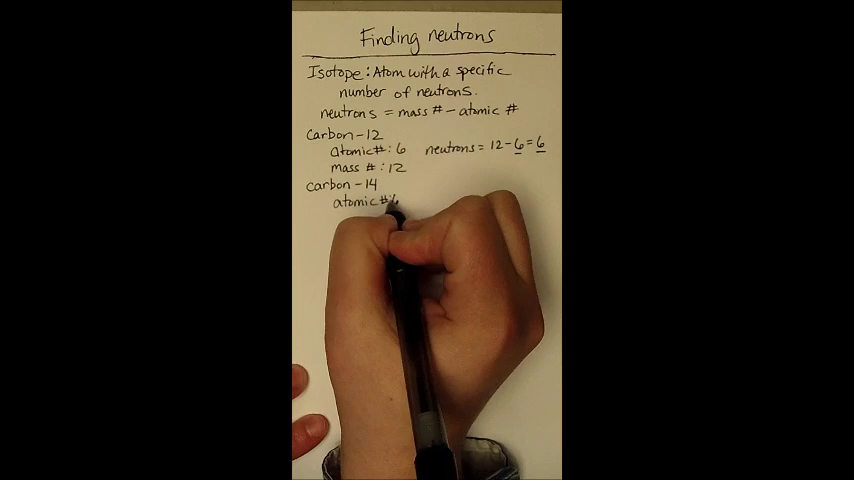 Finding neutrons
Isotope: Atom with a specific
number of neutrons.
neutrons = mass # - atomic #
Carbon-12
atomic#: 6 neutrons = 12 - 6 = 6
mass #: 12
carbon-14
atomic #